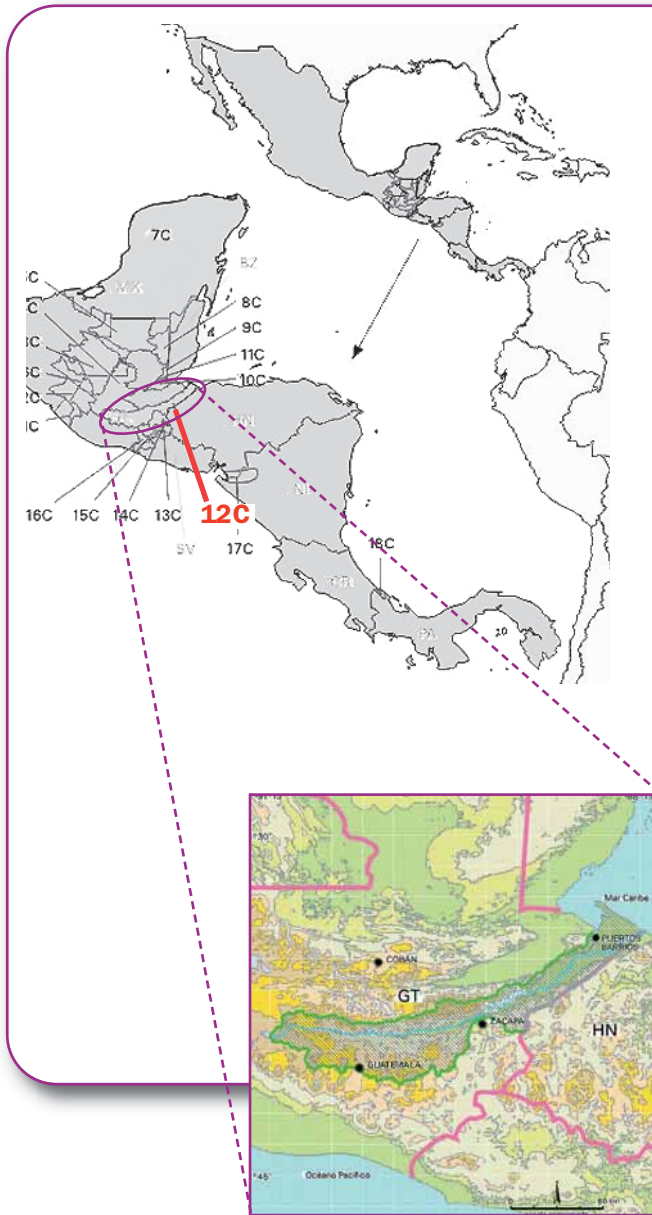 7C
BZ
MX
8C
9C
11C
10C
HN
NI
16C
15C
14C
13C
12C
SV
17C
18C
CR
PA
Mar Caribe
PUERTOS
BARRIOS
COBÁN
GT
ZACAPA
HN
GUATEMALA
Océano Pacífico